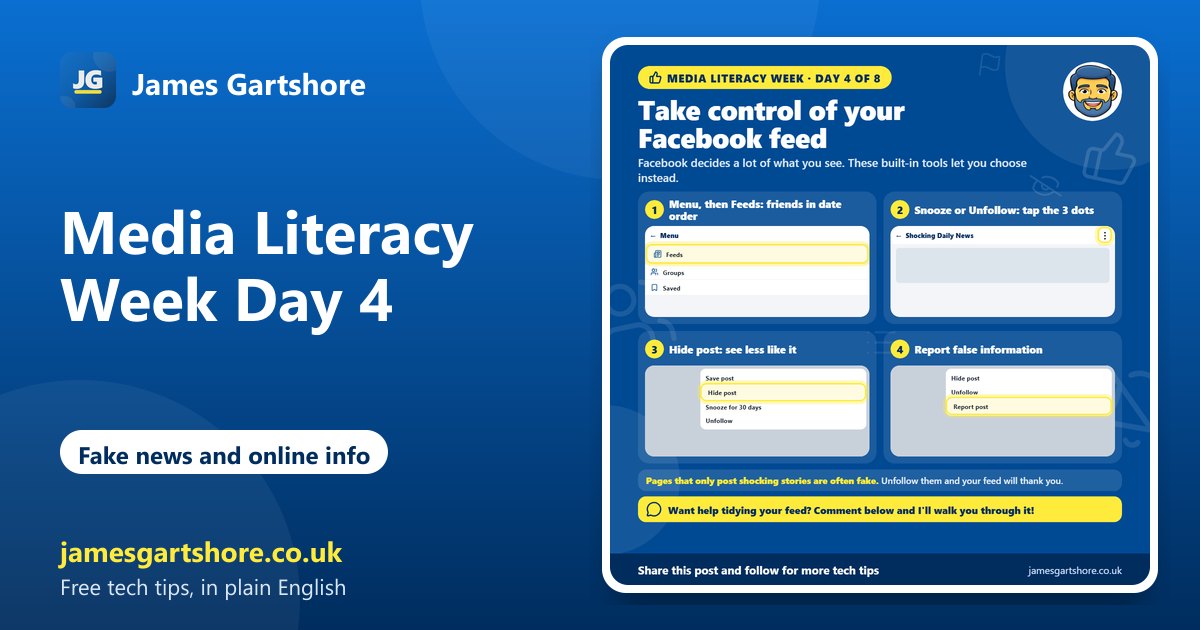 JG
James Gartshore
Media Literacy
Week Day 4
Fake news and online info
jamesgartshore.co.uk
Free tech tips, in plain English
MEDIA LITERACY WEEK · DAY 4 OF 8
Take control of your
Facebook feed
Facebook decides a lot of what you see. These built-in tools let you choose
instead.
1 Menu, then Feeds: friends in date
order
← Menu
Feeds
Groups
Saved
2 Snooze or Unfollow: tap the 3 dots
← Shocking Daily News
3 Hide post: see less like it
Save post
Hide post
Snooze for 30 days
Unfollow
4 Report false information
Hide post
Unfollow
Report post
Pages that only post shocking stories are often fake. Unfollow them and your feed will thank you.
Want help tidying your feed? Comment below and I'll walk you through it!
Share this post and follow for more tech tips
jamesgartshore.co.uk